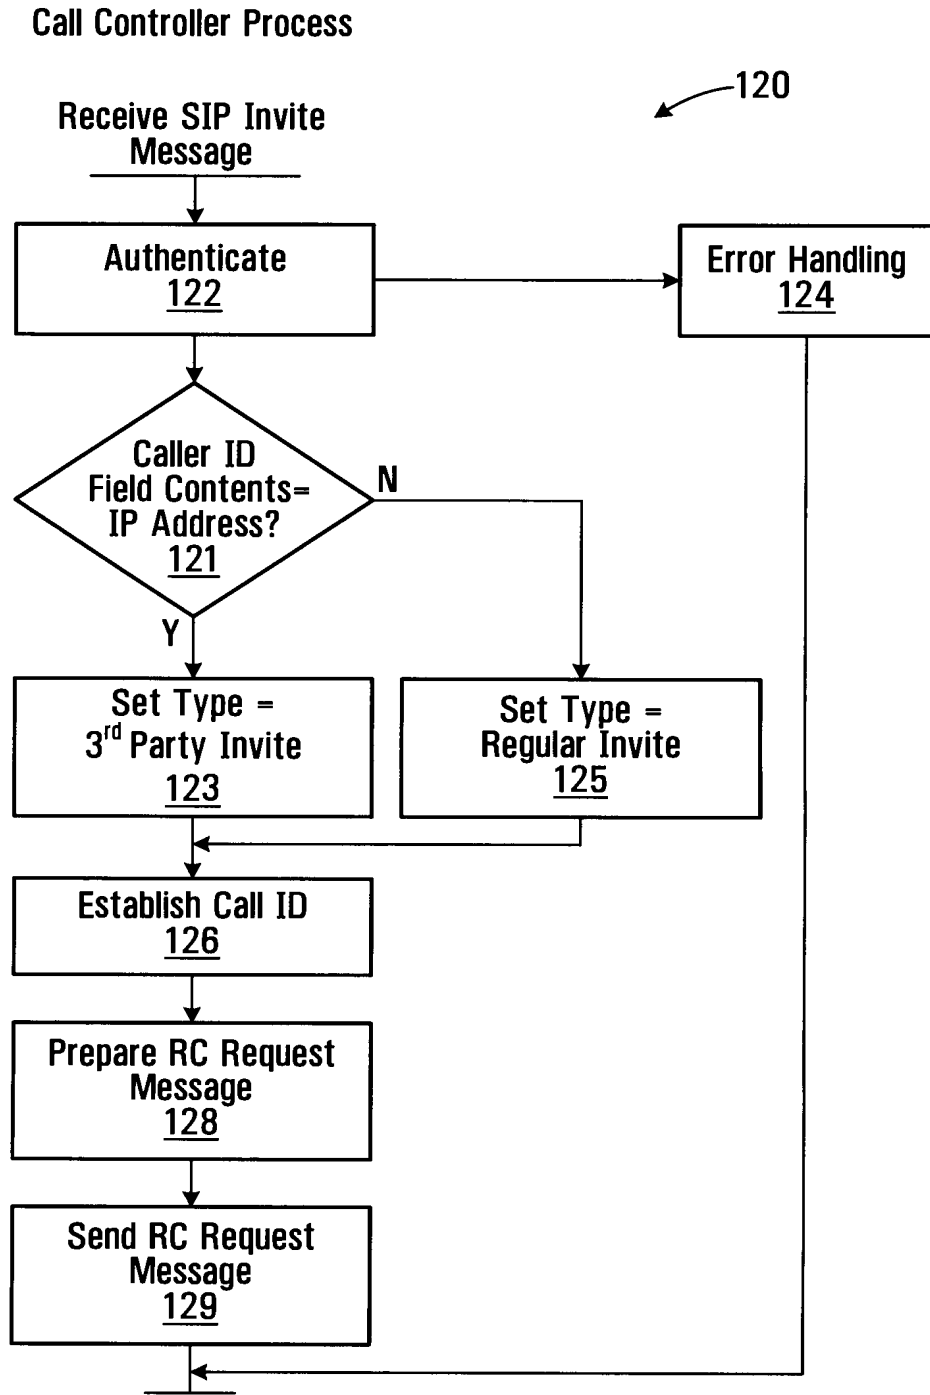 Call Controller Process
120
Receive SIP Invite
Message
Authenticate
122
Error Handling
124
Caller ID
Field Contents=
IP Address?
121
N
Y
Set Type =
3rd Party Invite
123
Set Type =
Regular Invite
125
Establish Call ID
126
Prepare RC Request
Message
128
Send RC Request
Message
129